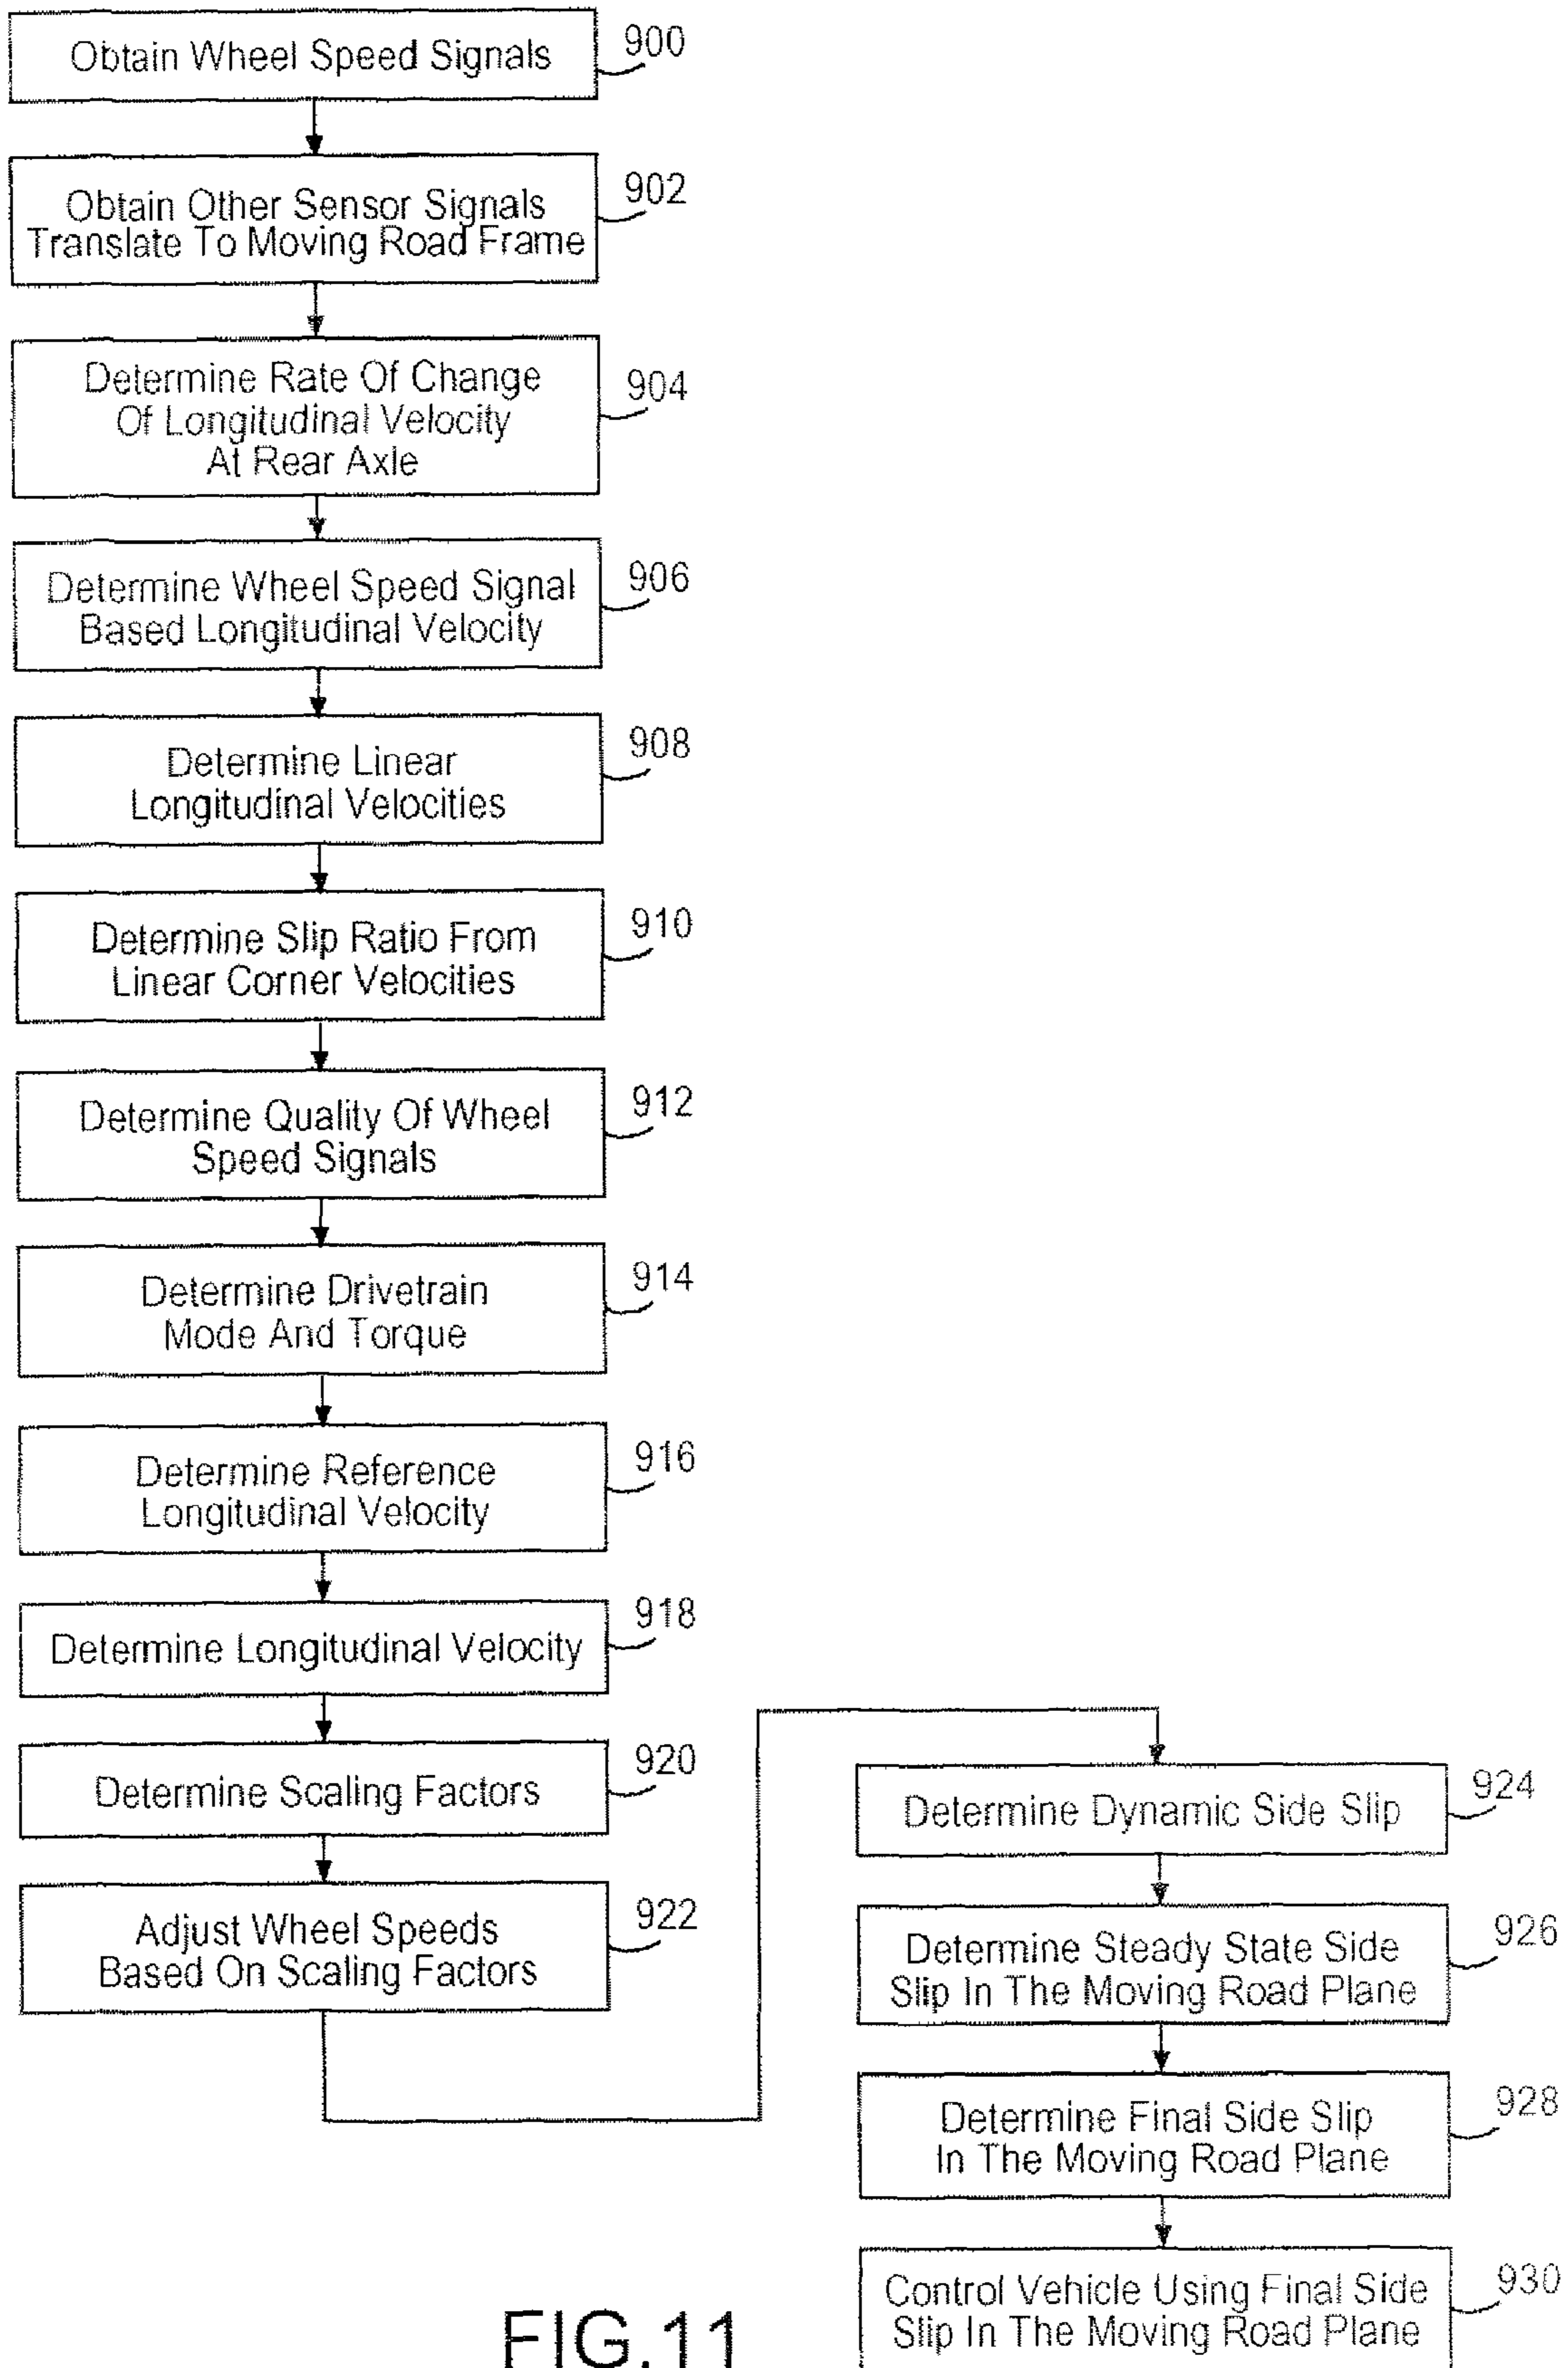 Obtain Wheel Speed Signals
900
Obtain Other Sensor Signals
Translate To Moving Road Frame
902
Determine Rate Of Change
Of Longitudinal Velocity
At Rear Axle
904
Determine Wheel Speed Signal
Based Longitudinal Velocity
906
Determine Linear
Longitudinal Velocities
908
Determine Slip Ratio From
Linear Corner Velocities
910
Determine Quality Of Wheel
Speed Signals
912
Determine Drivetrain
Mode And Torque
914
Determine Reference
Longitudinal Velocity
916
Determine Longitudinal Velocity
918
Determine Scaling Factors
920
Adjust Wheel Speeds
Based On Scaling Factors
922
Determine Dynamic Side Slip
924
Determine Steady State Side
Slip In The Moving Road Plane
926
Determine Final Side Slip
In The Moving Road Plane
928
Control Vehicle Using Final Side
Slip In The Moving Road Plane
930
FIG.11